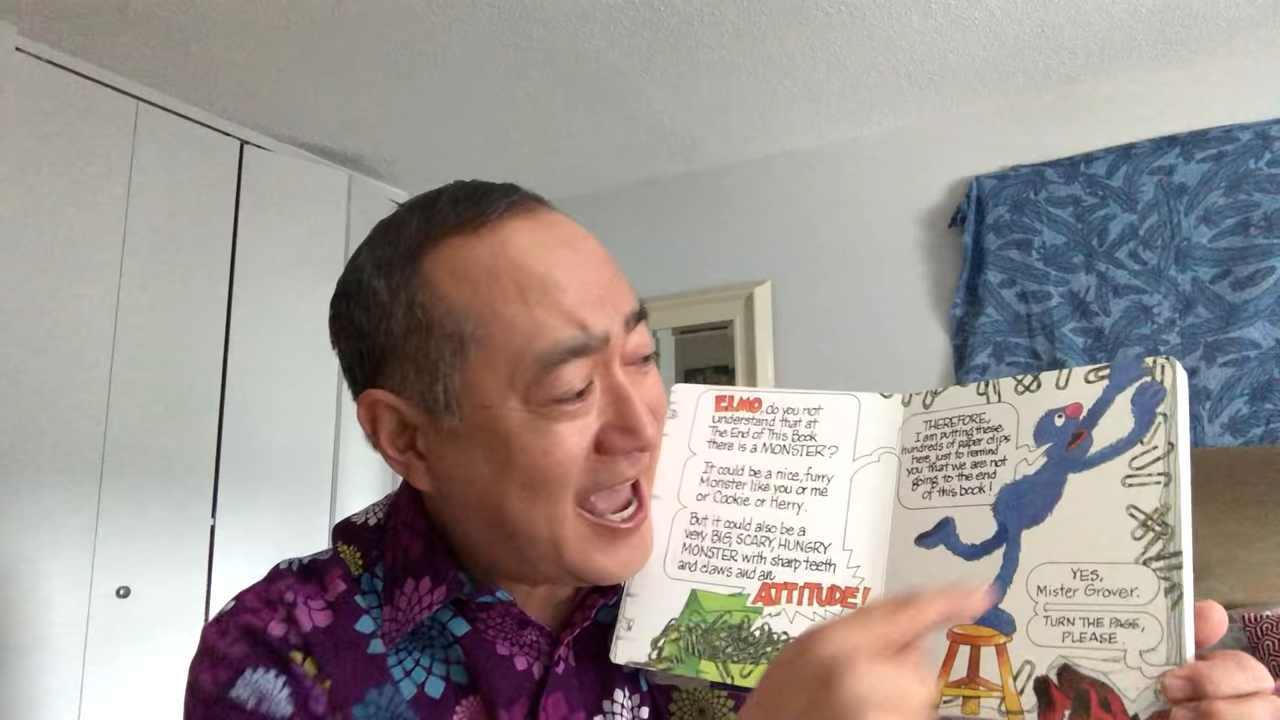 ELMO, do you not
understand that at
The End of This Book
there is a MONSTER?
It could be a nice, furry
Monster like you or me
or Cookie or Herry.
But it could also be a
very BIG, SCARY, HUNGRY
MONSTER with sharp teeth
and claws and an
ATTITUDE!
THEREFORE,
I am putting these
hundreds of paper clips
here, just to remind
you that we are not
going to the end
of this book!
YES,
Mister Grover.
TURN THE PAGE,
PLEASE.